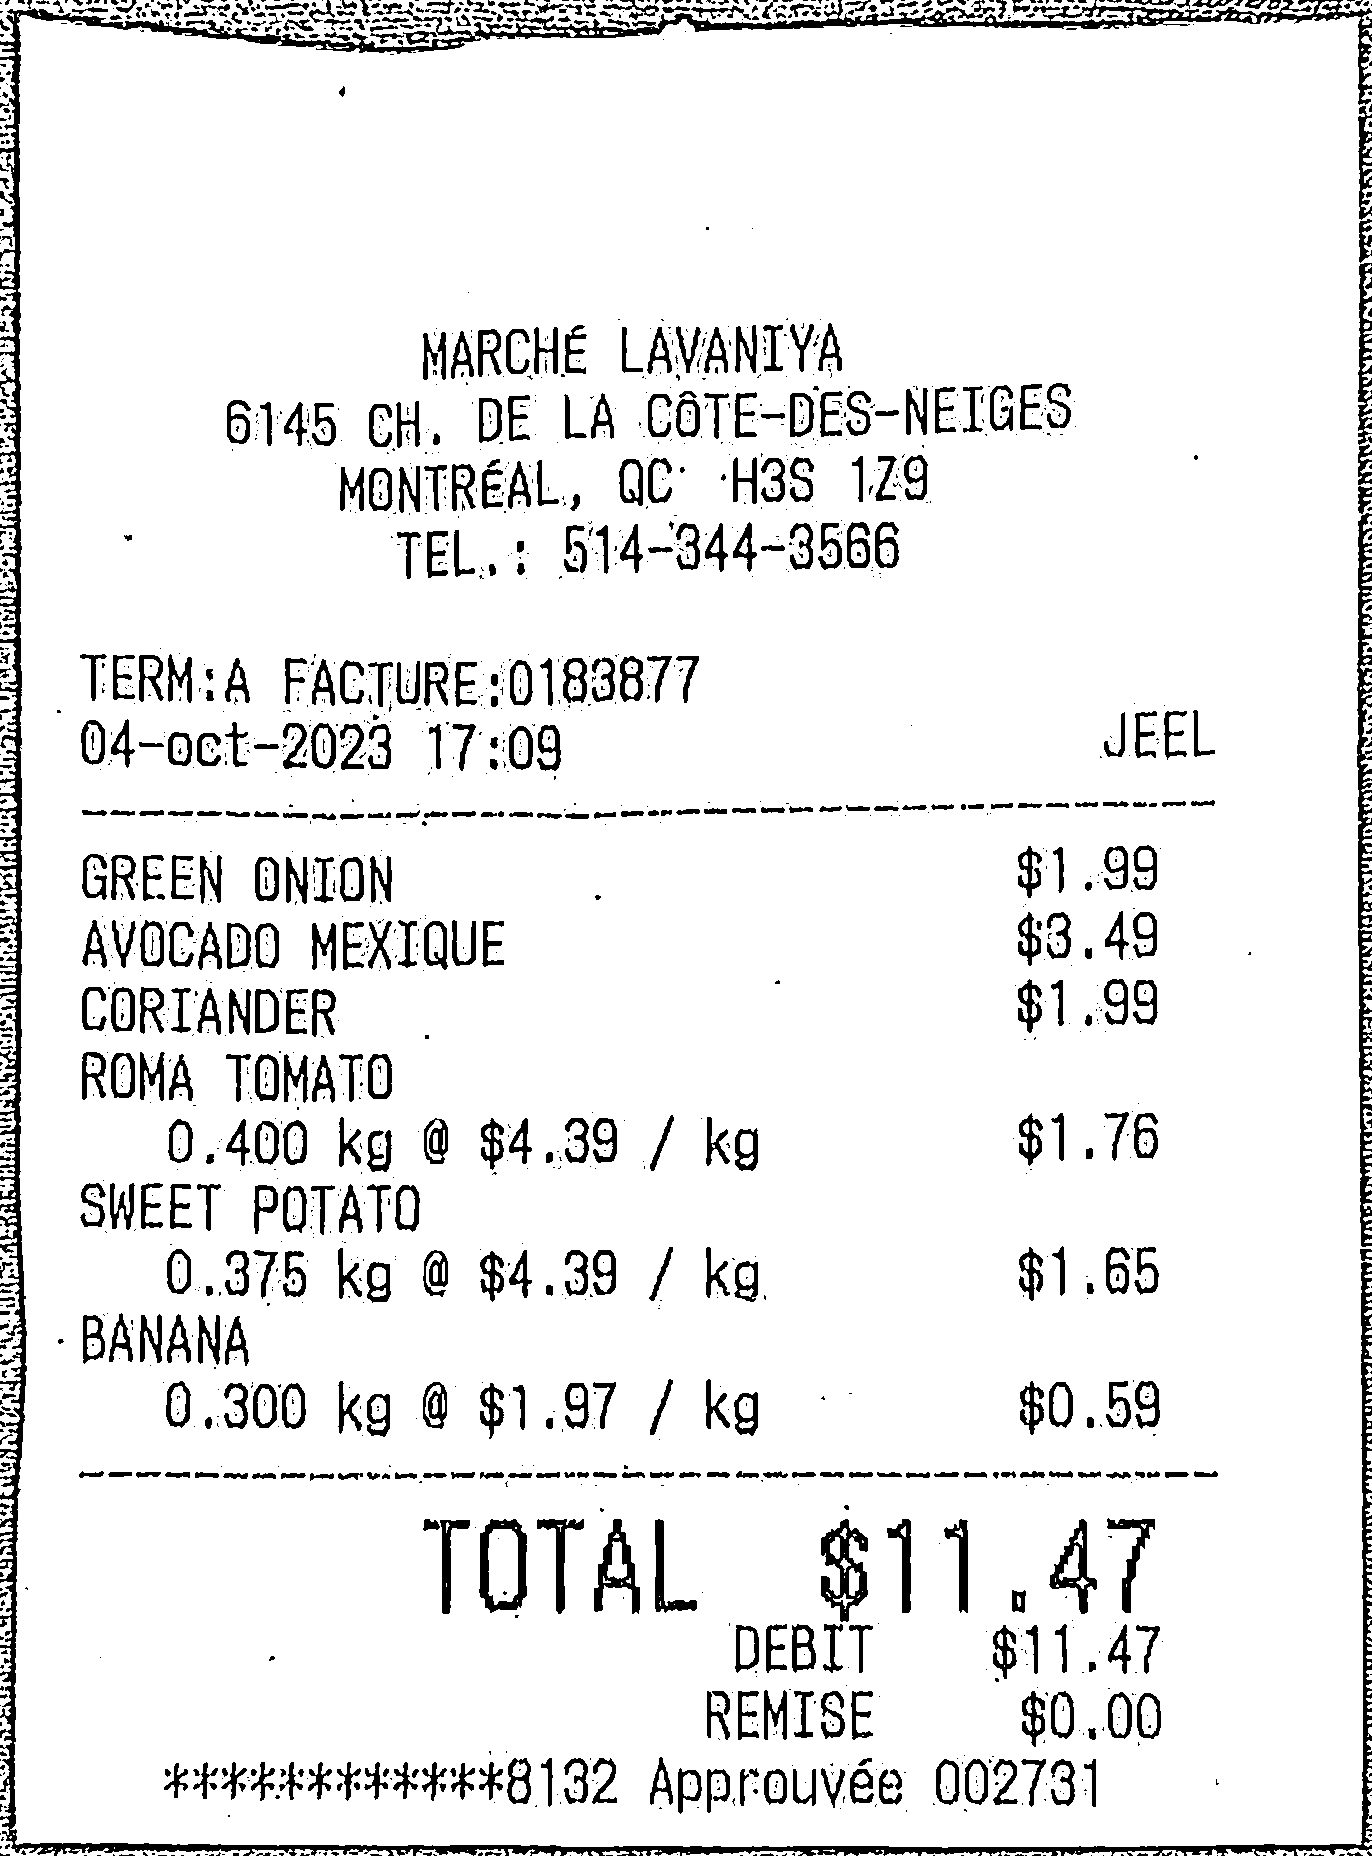 MARCHÉ LAVANIYA
6145 CH. DE LA CÔTE-DES-NEIGES
MONTRÉAL, QC H3S 1Z9
TEL.: 514-344-3566
TERM:A FACTURE:0183877
04-oct-2023 17:09 JEEL
GREEN ONION $1.99
AVOCADO MEXIQUE $3.49
CORIANDER $1.99
ROMA TOMATO
0.400 kg @ $4.39 / kg $1.76
SWEET POTATO
0.375 kg @ $4.39 / kg $1.65
BANANA
0.300 kg @ $1.97 / kg $0.59
TOTAL $11.47
DEBIT $11.47
REMISE $0.00
************8132 Approuvée 002731